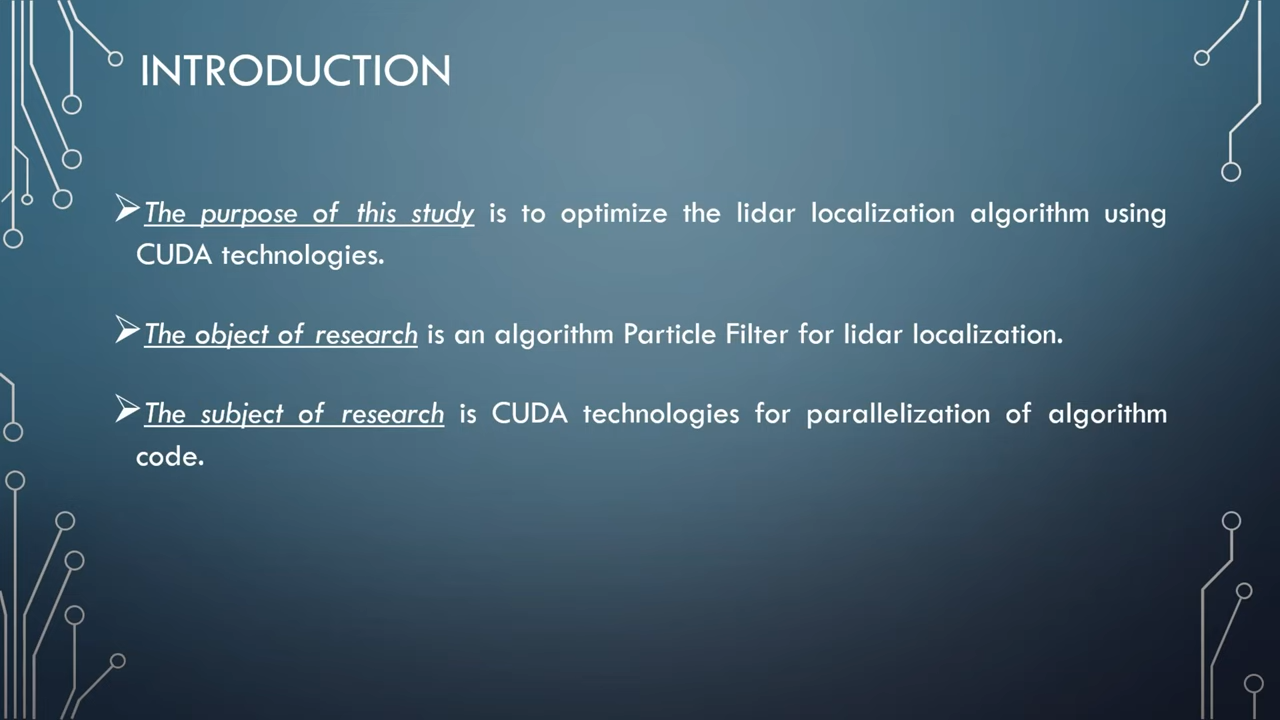 INTRODUCTION
The purpose of this study is to optimize the lidar localization algorithm using
CUDA technologies.
The object of research is an algorithm Particle Filter for lidar localization.
The subject of research is CUDA technologies for parallelization of algorithm
code.